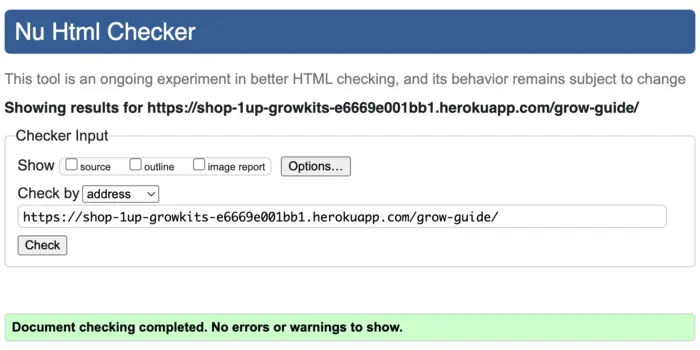 Nu Html Checker
This tool is an ongoing experiment in better HTML checking, and its behavior remains subject to change
Showing results for https://shop-1up-growkits-e6669e001bb1.herokuapp.com/grow-guide/
Checker Input
Show source outline image report Options...
Check by address
https://shop-1up-growkits-e6669e001bb1.herokuapp.com/grow-guide/
Check
Document checking completed. No errors or warnings to show.